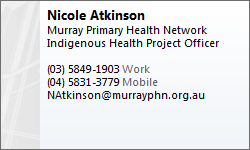 Nicole Atkinson
Murray Primary Health Network
Indigenous Health Project Officer
(03) 5849-1903 Work
(04) 5831-3779 Mobile
NAtkinson@murrayphn.org.au